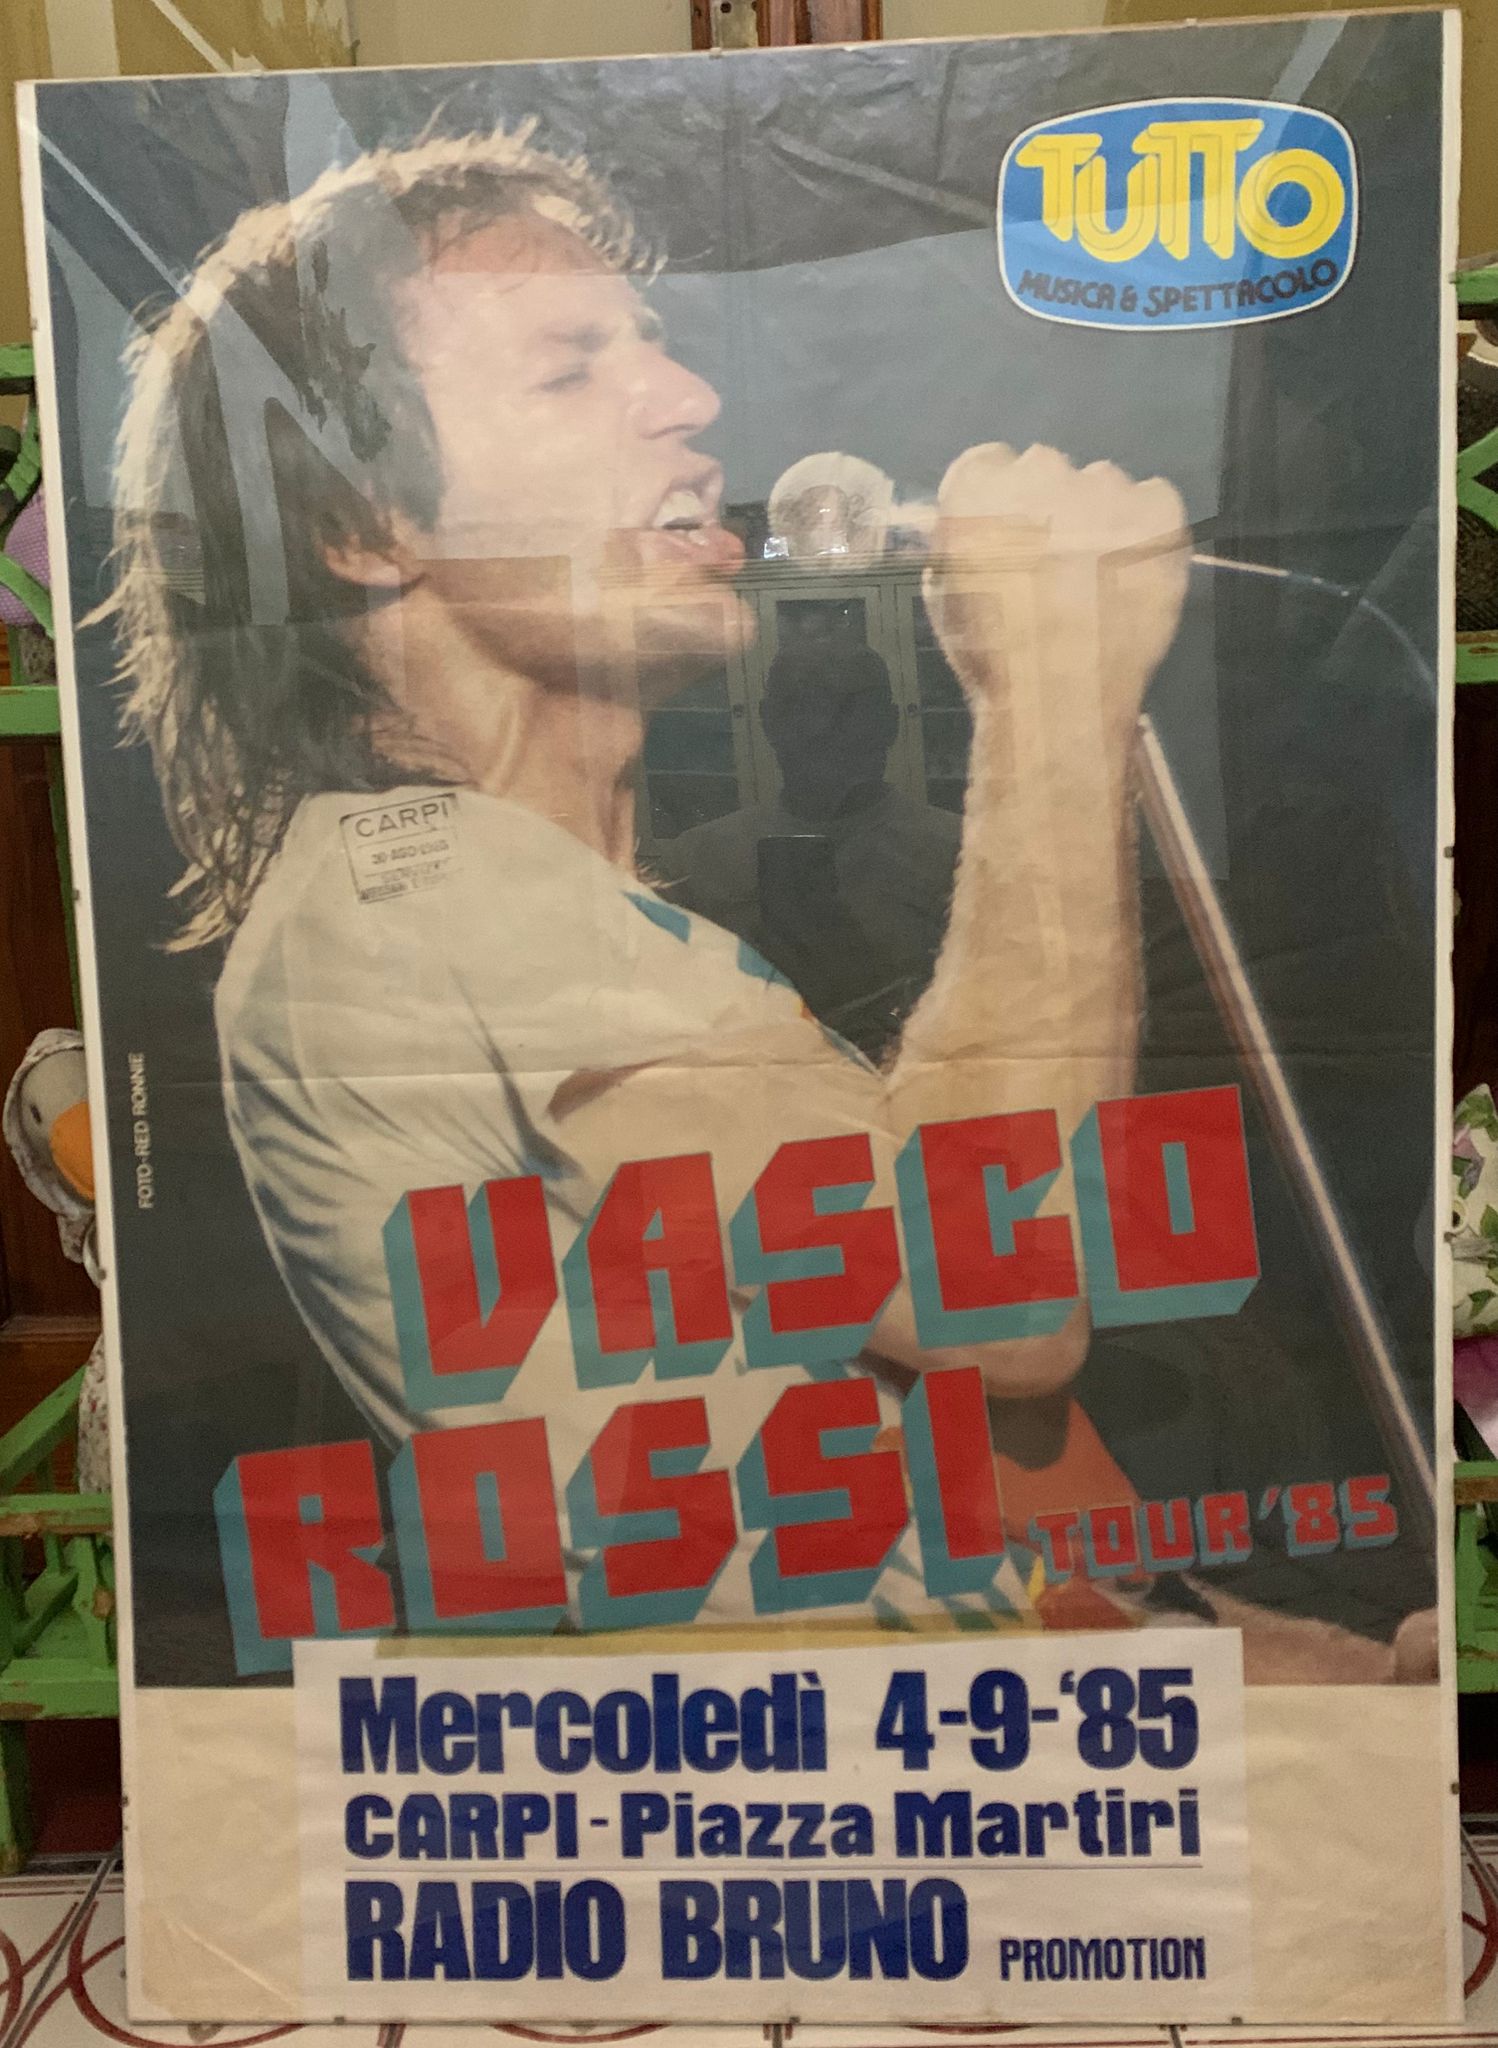 TUTTO
MUSICA & SPETTACOLO
CARPI
FOTO-RED RONNIE
VASCO
ROSSI TOUR '85
Mercoledì 4-9-'85
CARPI-Piazza Martiri
RADIO BRUNO PROMOTION